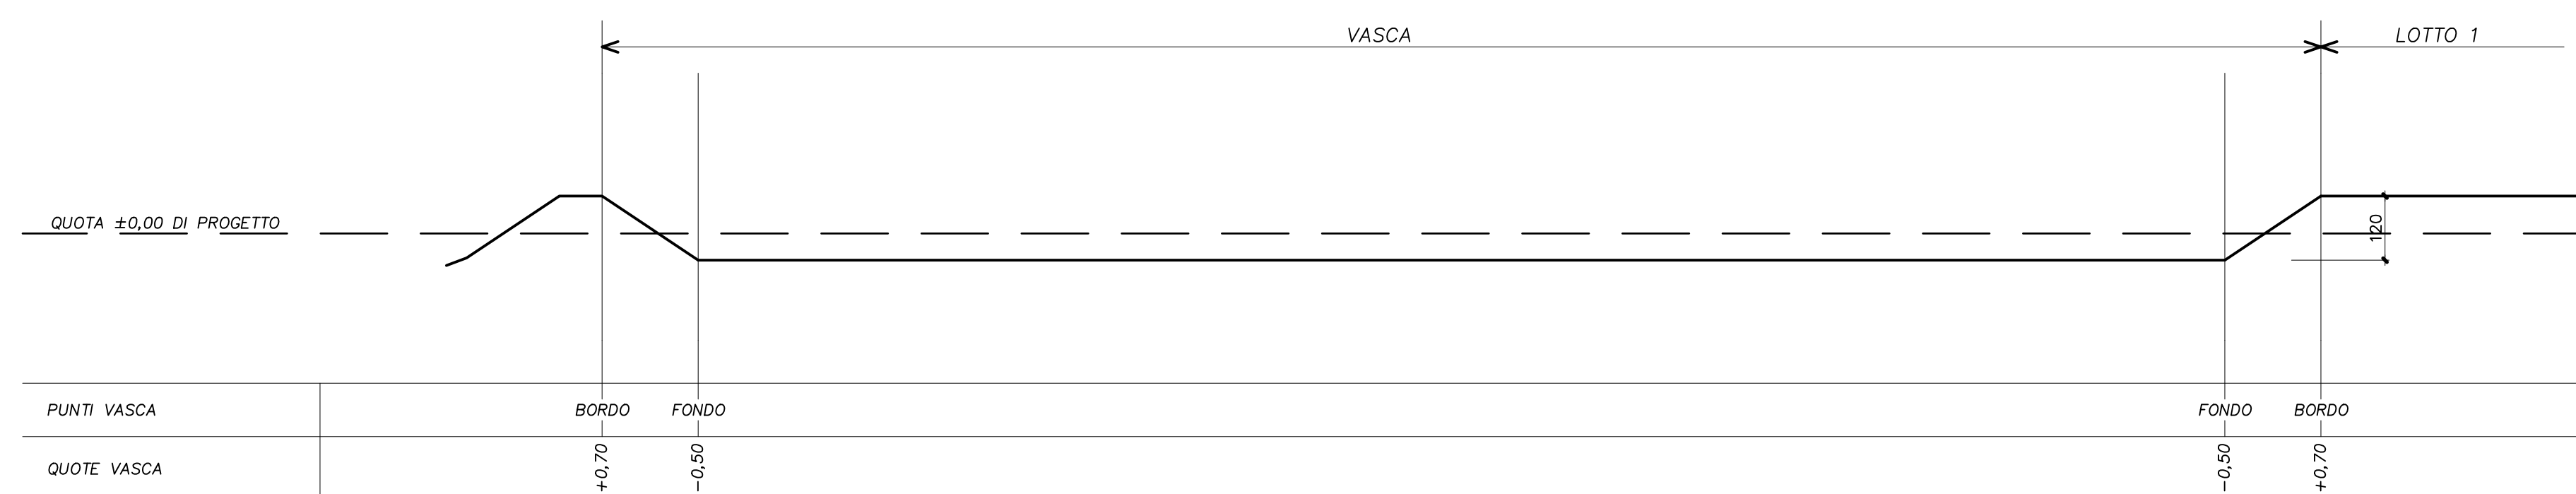 VASCA
LOTTO 1
QUOTA ±0,00 DI PROGETTO
120
PUNTI VASCA
BORDO
FONDO
FONDO
BORDO
QUOTE VASCA
+0,70
-0,50
-0,50
+0,70